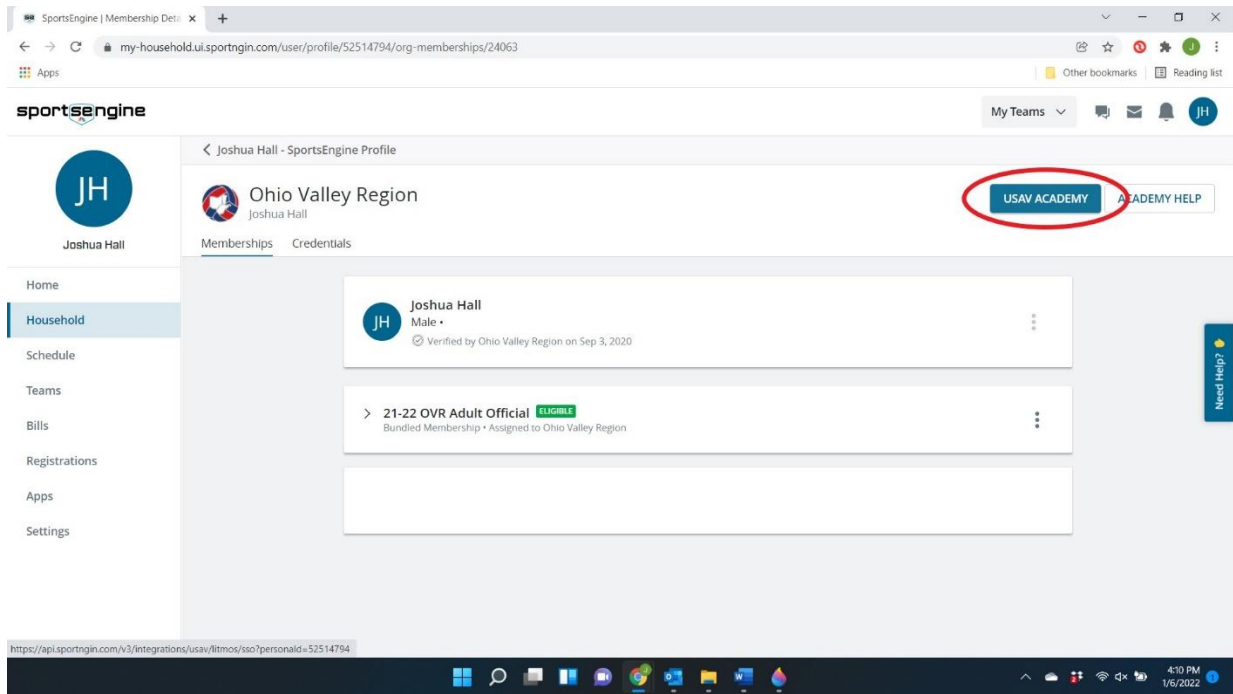 SportsEngine | Membership Deta
my-household.ui.sportngin.com/user/profile/52514794/org-memberships/24063
J
Apps
Other bookmarks
Reading list
sportsengine
My Teams
JH
JH
Joshua Hall - SportsEngine Profile
Ohio Valley Region
Joshua Hall
USAV ACADEMY
ACADEMY HELP
Joshua Hall
Memberships Credentials
Home
Household
Schedule
Teams
Bills
Registrations
Apps
Settings
JH
Joshua Hall
Male •
Verified by Ohio Valley Region on Sep 3, 2020
21-22 OVR Adult Official ELIGIBLE
Bundled Membership • Assigned to Ohio Valley Region
Need Help?
https://api.sportngin.com/v3/integrations/usav/litmos/sso?personaId=52514794
4:10 PM
1/6/2022
1